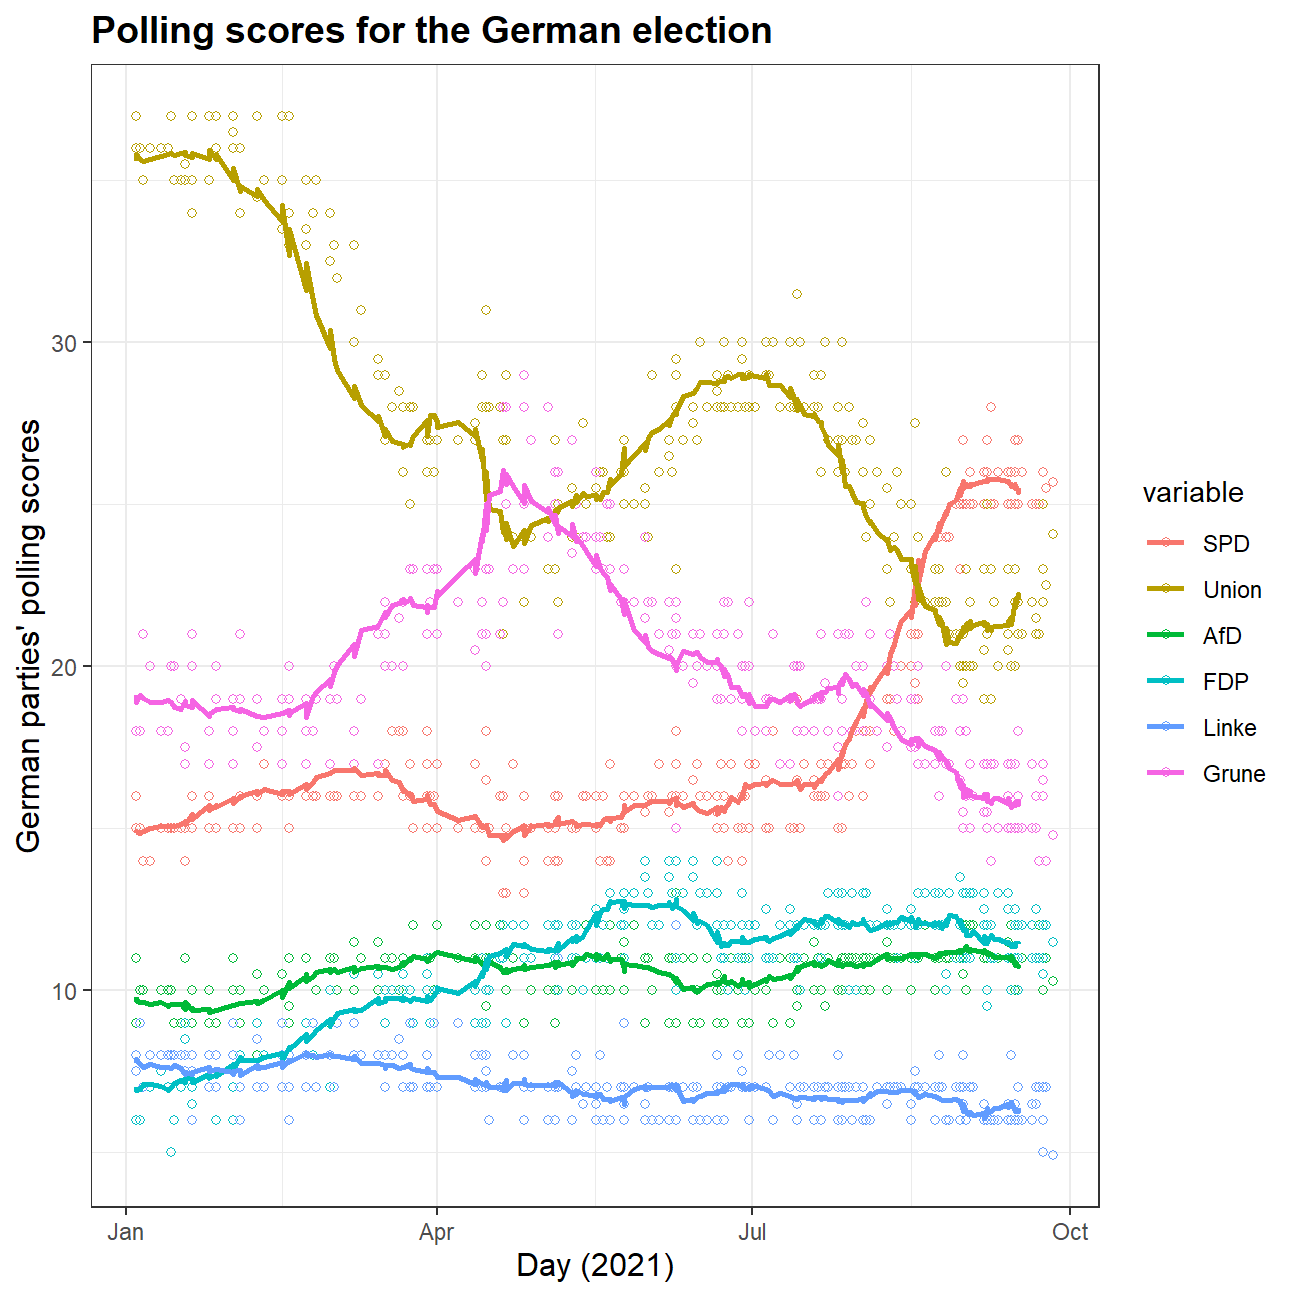 Polling scores for the German election
German parties' polling scores
30
20
10
Jan
Apr
Jul
Oct
Day (2021)
variable
SPD
Union
AfD
FDP
Linke
Grune